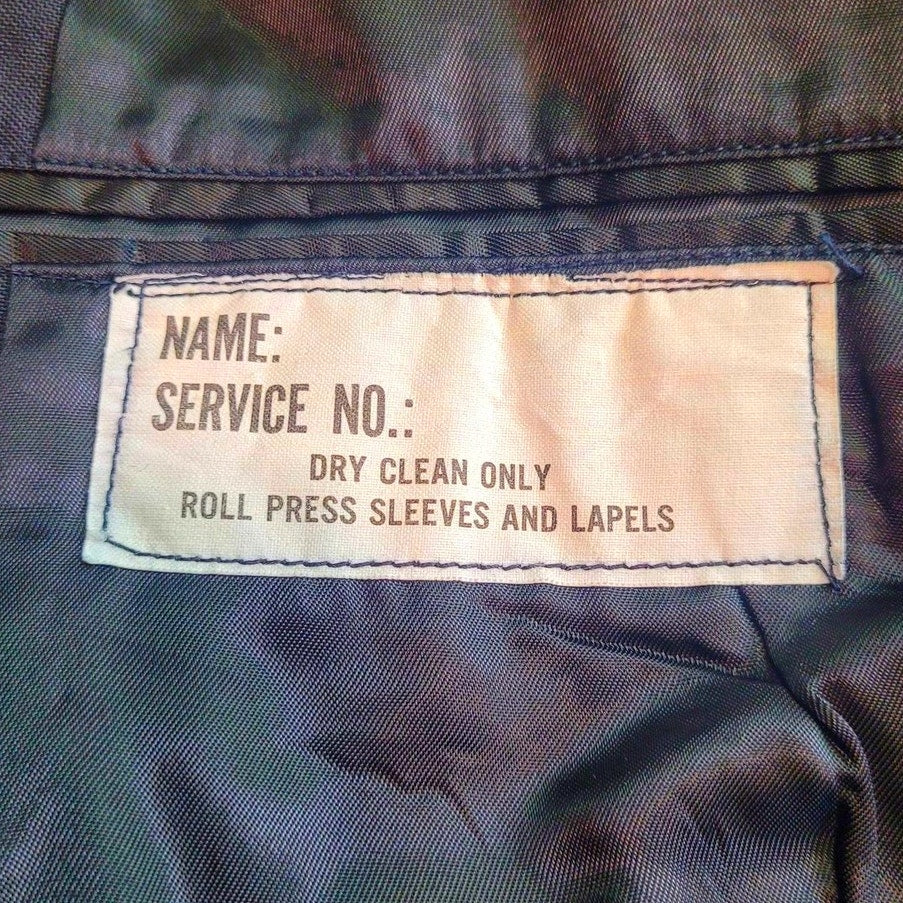 NAME:
SERVICE NO.:
DRY CLEAN ONLY
ROLL PRESS SLEEVES AND LAPELS